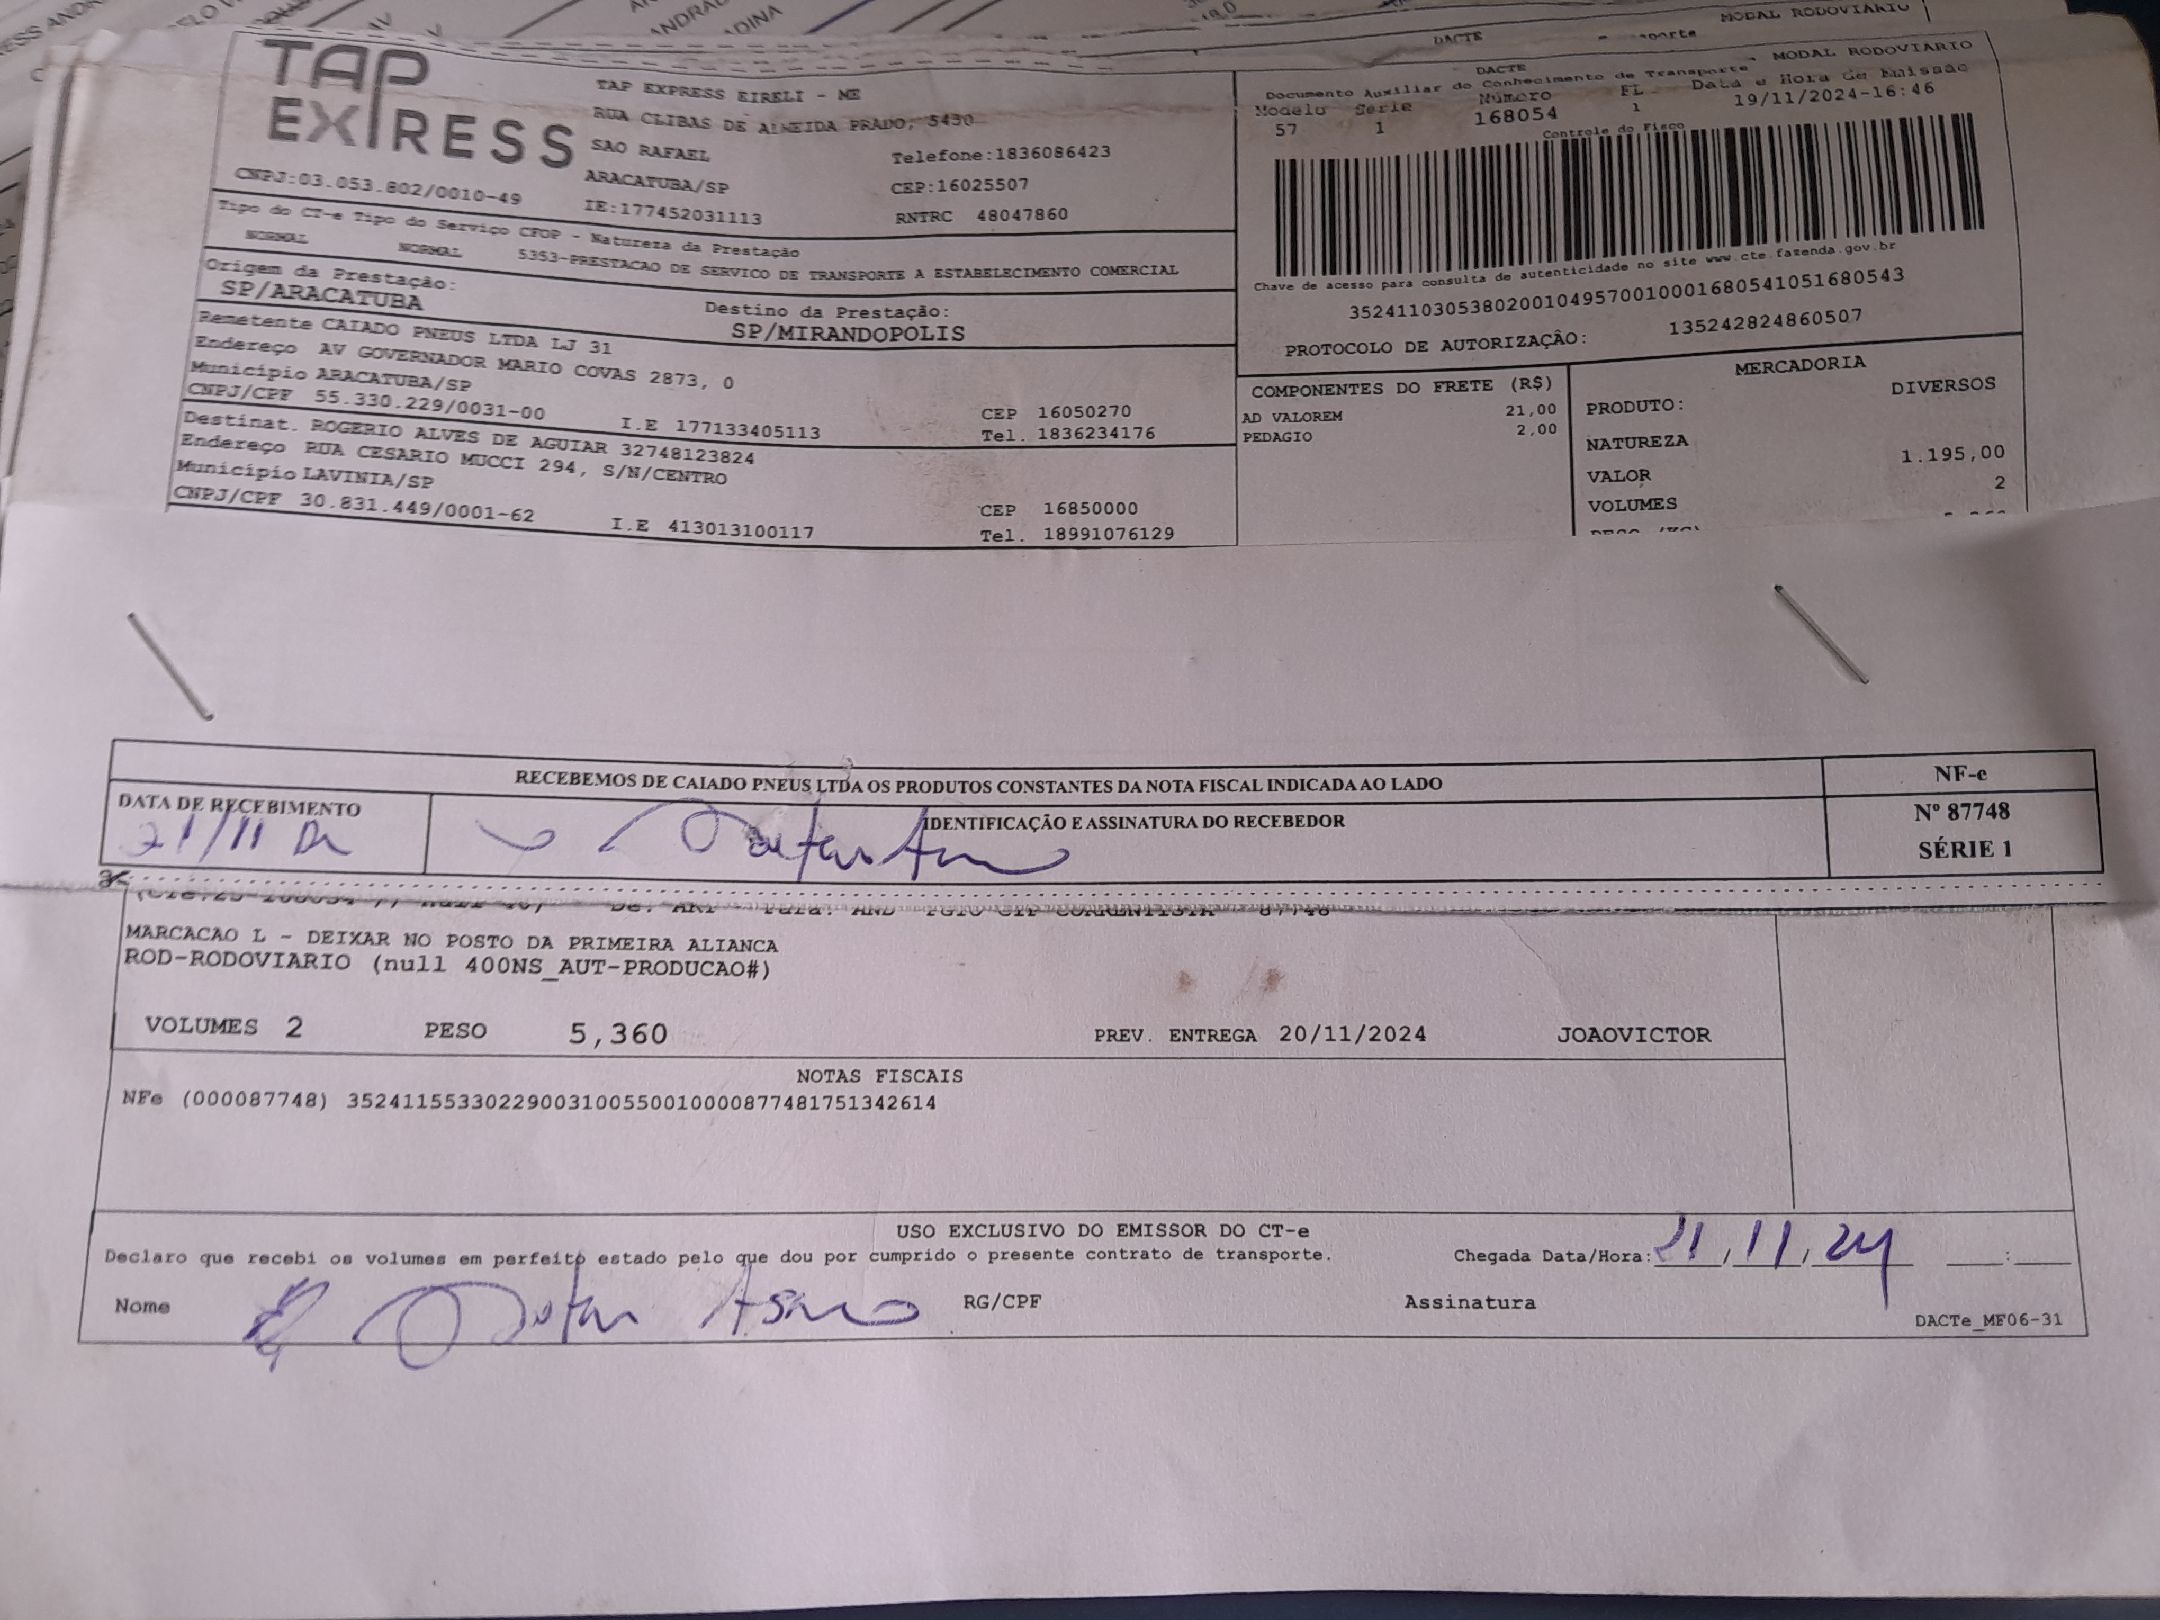 DACTE
MODAL RODOVIARIO
TAP EXPRESS
TAP EXPRESS EIRELI - ME
RUA CLIBAS DE ALMEIDA PRADO, 5430
SAO RAFAEL
Telefone:1836086423
ARACATUBA/SP
CEP:16025507
CNPJ:03.053.802/0010-49
IE:177452031113
RNTRC 48047860
DACTE
MODAL RODOVIARIO
Documento Auxiliar do Conhecimento de Transporte
Modelo Serie Número FL Data e Hora de Emissão
57 1 168054 1 19/11/2024-16:46
Controle do Fisco
Chave de acesso para consulta de autenticidade no site www.cte.fazenda.gov.br
35241103053802001049570010001680541051680543
PROTOCOLO DE AUTORIZAÇÃO: 135242824860507
Tipo do CT-e Tipo do Serviço CFOP - Natureza da Prestação
NORMAL NORMAL 5353-PRESTACAO DE SERVICO DE TRANSPORTE A ESTABELECIMENTO COMERCIAL
Origem da Prestação:
SP/ARACATUBA
Destino da Prestação:
SP/MIRANDOPOLIS
Remetente CAIADO PNEUS LTDA LJ 31
Endereço AV GOVERNADOR MARIO COVAS 2873, 0
Município ARACATUBA/SP
CEP 16050270
CNPJ/CPF 55.330.229/0031-00 I.E 177133405113 Tel. 1836234176
Destinat. ROGERIO ALVES DE AGUIAR 32748123824
Endereço RUA CESARIO MUCCI 294, S/N/CENTRO
Município LAVINIA/SP
CEP 16850000
CNPJ/CPF 30.831.449/0001-62 I.E 413013100117 Tel. 18991076129
COMPONENTES DO FRETE (R$)
AD VALOREM 21,00
PEDAGIO 2,00
MERCADORIA
PRODUTO: DIVERSOS
NATUREZA
VALOR 1.195,00
VOLUMES 2
RECEBEMOS DE CAIADO PNEUS LTDA OS PRODUTOS CONSTANTES DA NOTA FISCAL INDICADA AO LADO
NF-e
Nº 87748
SÉRIE 1
DATA DE RECEBIMENTO
21/11
IDENTIFICAÇÃO E ASSINATURA DO RECEBEDOR
MARCACAO L - DEIXAR NO POSTO DA PRIMEIRA ALIANCA
ROD-RODOVIARIO (null 400NS_AUT-PRODUCAO#)
VOLUMES 2 PESO 5,360 PREV. ENTREGA 20/11/2024 JOAOVICTOR
NOTAS FISCAIS
NFe (000087748) 35241155330229003100550010000877481751342614
USO EXCLUSIVO DO EMISSOR DO CT-e
Declaro que recebi os volumes em perfeito estado pelo que dou por cumprido o presente contrato de transporte.
Chegada Data/Hora: 21/11/24 :
Nome RG/CPF Assinatura
DACTe_MF06-31